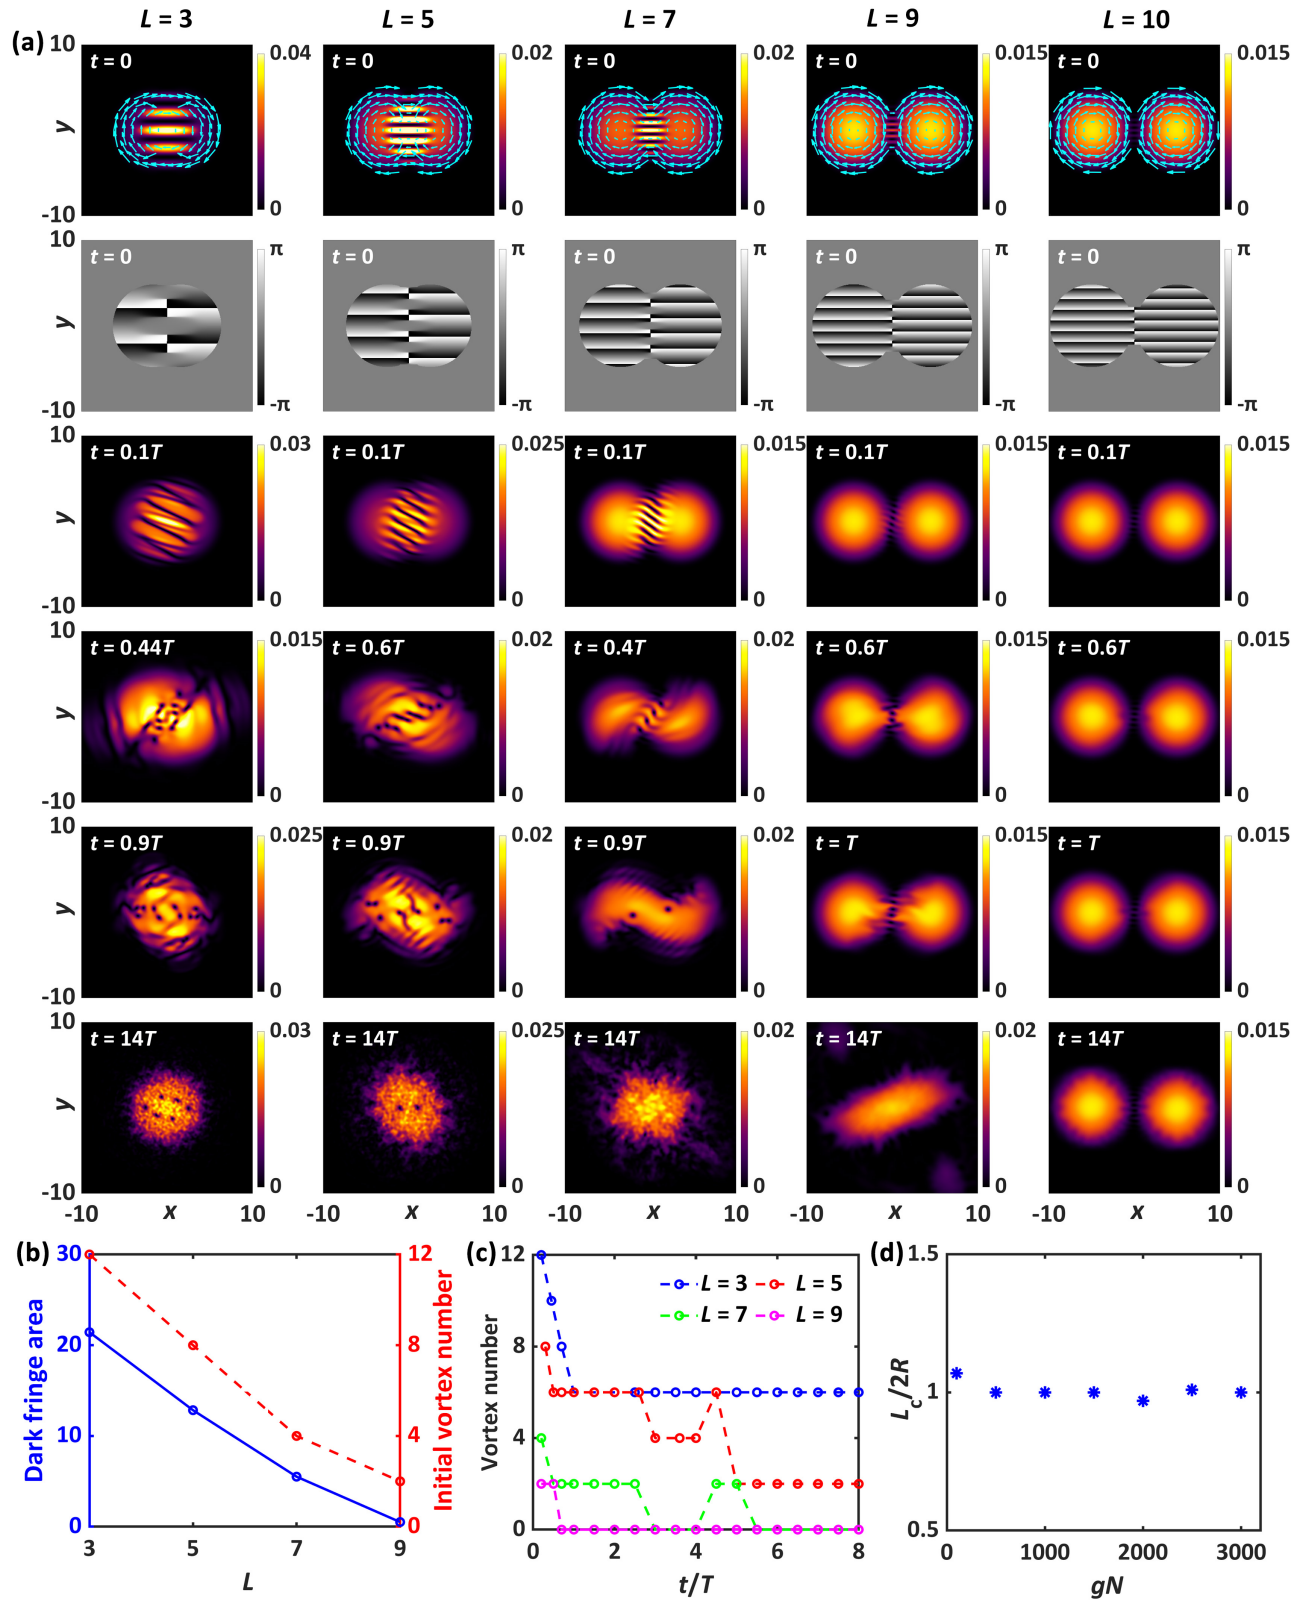 L = 3 L = 5 L = 7 L = 9 L = 10
(a) 10 t = 0 0.04 t = 0 0.02 t = 0 0.02 t = 0 0.015 t = 0 0.015
y
-10 0 0 0 0 0
10 t = 0 π t = 0 π t = 0 π t = 0 π t = 0 π
y
-10 -π -π -π -π -π
10 t = 0.1T 0.03 t = 0.1T 0.025 t = 0.1T 0.015 t = 0.1T 0.015 t = 0.1T 0.015
y
-10 0 0 0 0 0
10 t = 0.44T 0.015 t = 0.6T 0.02 t = 0.4T 0.02 t = 0.6T 0.015 t = 0.6T 0.015
y
-10 0 0 0 0 0
10 t = 0.9T 0.025 t = 0.9T 0.02 t = 0.9T 0.02 t = T 0.015 t = T 0.015
y
-10 0 0 0 0 0
10 t = 14T 0.03 t = 14T 0.025 t = 14T 0.02 t = 14T 0.02 t = 14T 0.015
y
-10 0 0 0 0 0
-10 x 10 -10 x 10 -10 x 10 -10 x 10 -10 x 10
(b)
30
20
10
0
Dark fringe area
12
8
4
0
Initial vortex number
3 5 7 9
L
(c)
12
8
4
0
Vortex number
L = 3 L = 5
L = 7 L = 9
0 2 4 6 8
t/T
(d)
1.5
1
0.5
Lc/2R
0 1000 2000 3000
gN